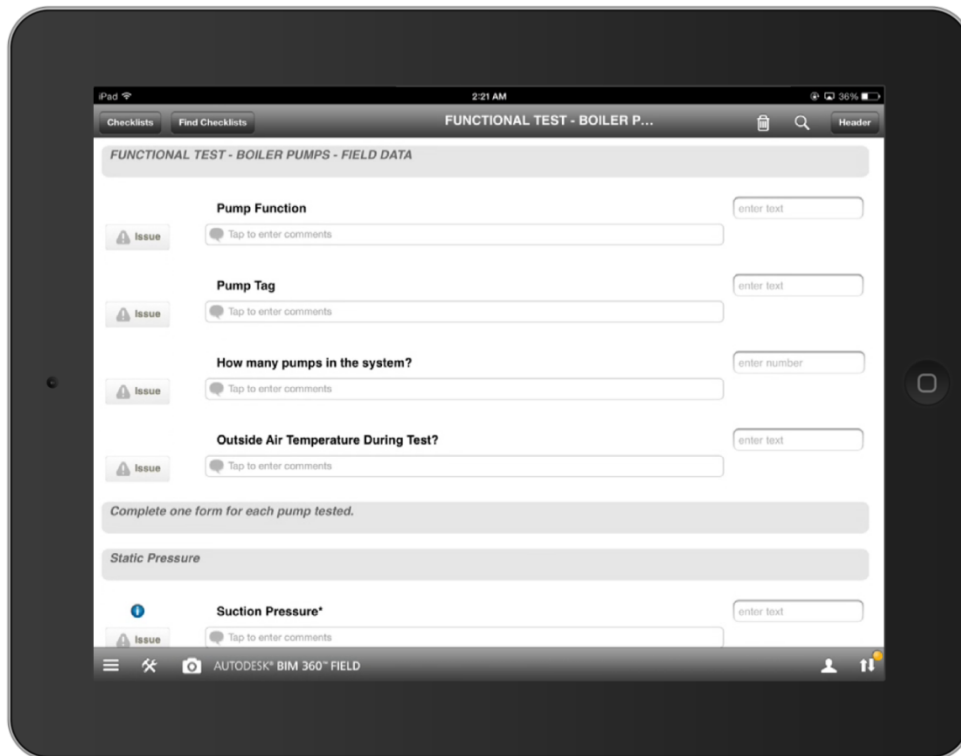 iPad 2:21 AM 36%
Checklists Find Checklists FUNCTIONAL TEST - BOILER P... Header
FUNCTIONAL TEST - BOILER PUMPS - FIELD DATA
Pump Function enter text
Issue Tap to enter comments
Pump Tag enter text
Issue Tap to enter comments
How many pumps in the system? enter number
Issue Tap to enter comments
Outside Air Temperature During Test? enter text
Issue Tap to enter comments
Complete one form for each pump tested.
Static Pressure
Suction Pressure* enter text
Issue Tap to enter comments
AUTODESK® BIM 360™ FIELD